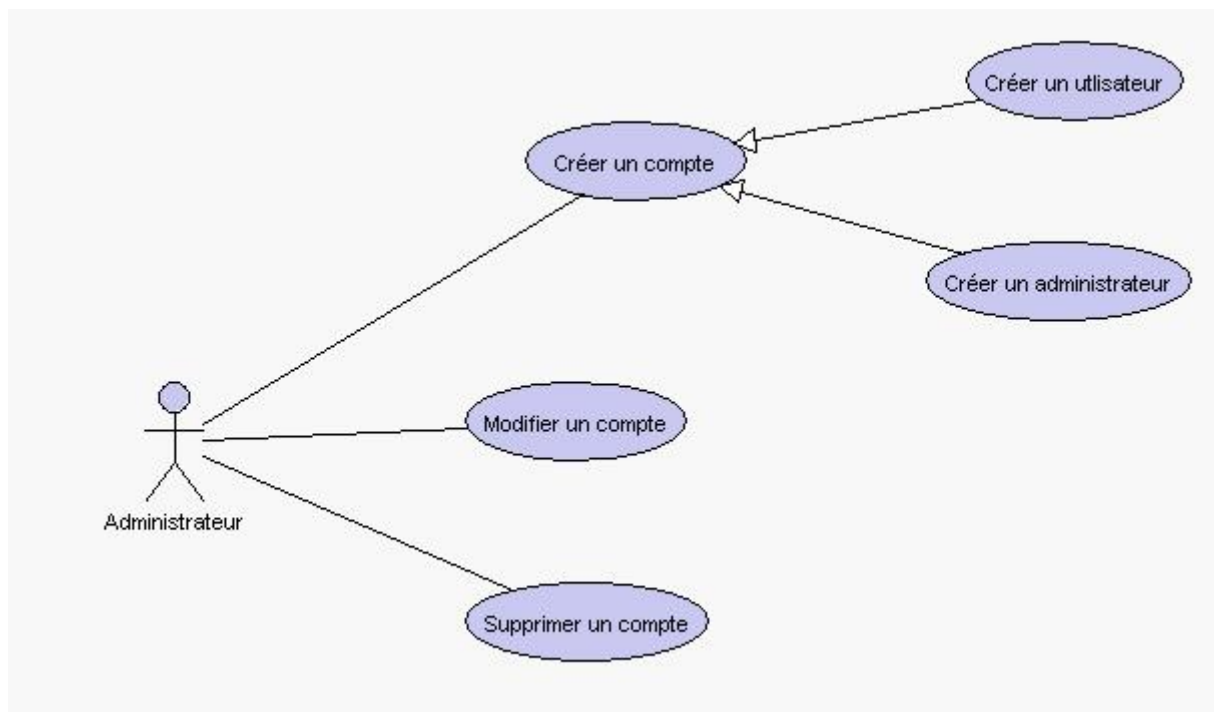 Créer un utlisateur
Créer un compte
Créer un administrateur
Modifier un compte
Administrateur
Supprimer un compte